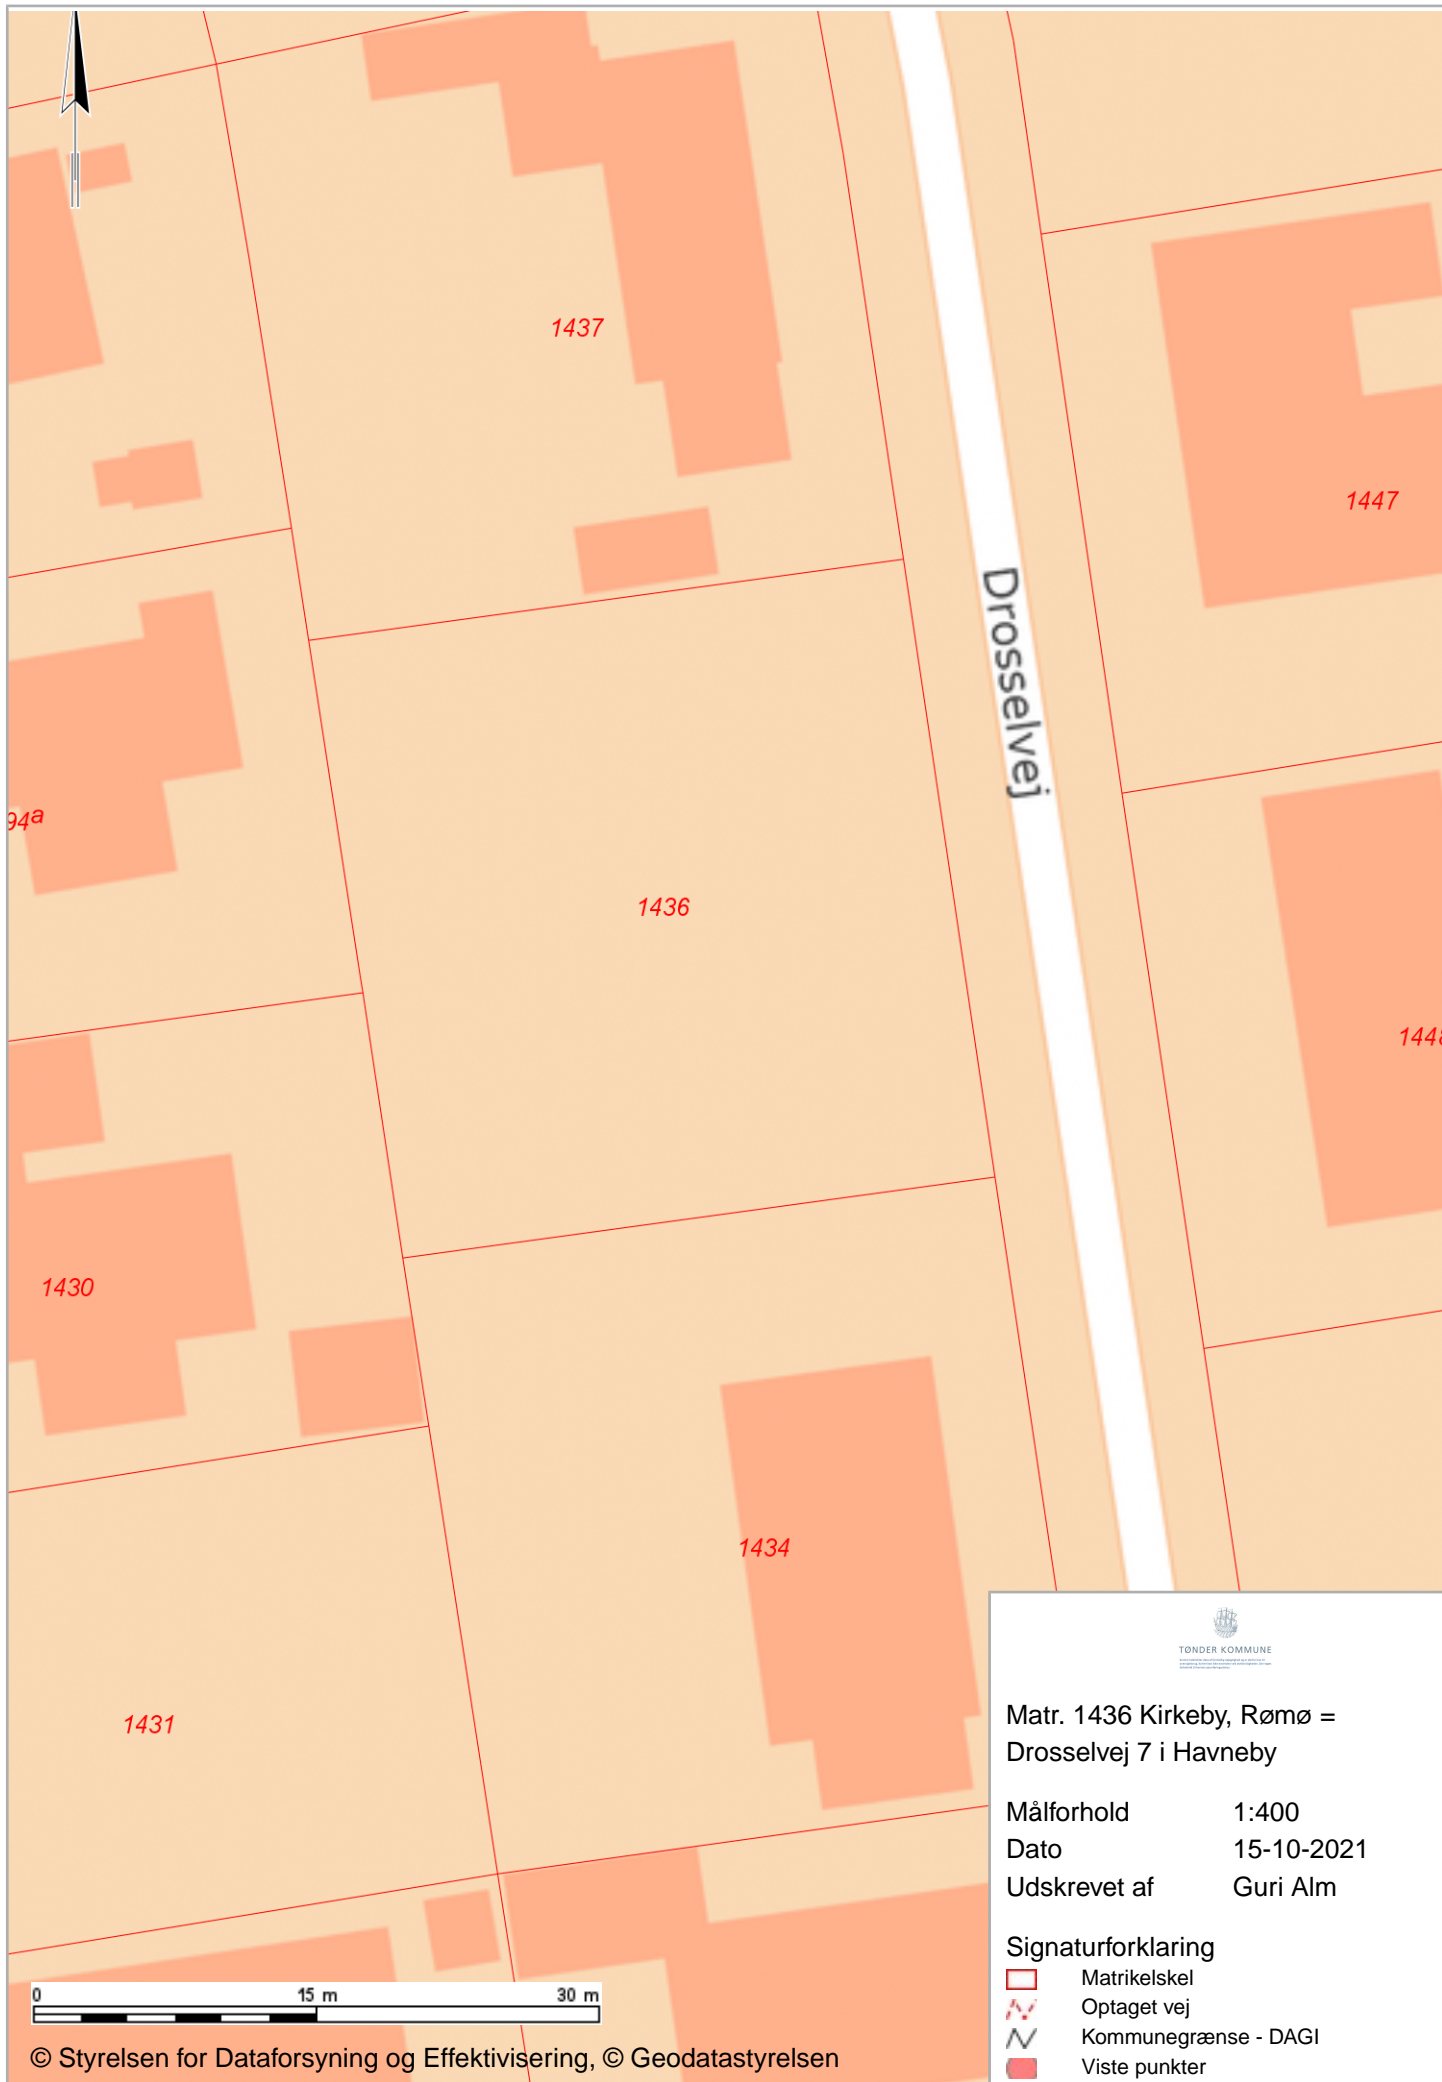 1437
1447
Drosselvej
94a
1436
1430
1434
1431
TØNDER KOMMUNE
Matr. 1436 Kirkeby, Rømø =
Drosselvej 7 i Havneby
Målforhold 1:400
Dato 15-10-2021
Udskrevet af Guri Alm
Signaturforklaring
Matrikelskel
Optaget vej
Kommunegrænse - DAGI
Viste punkter
0 15 m 30 m
© Styrelsen for Dataforsyning og Effektivisering, © Geodatastyrelsen